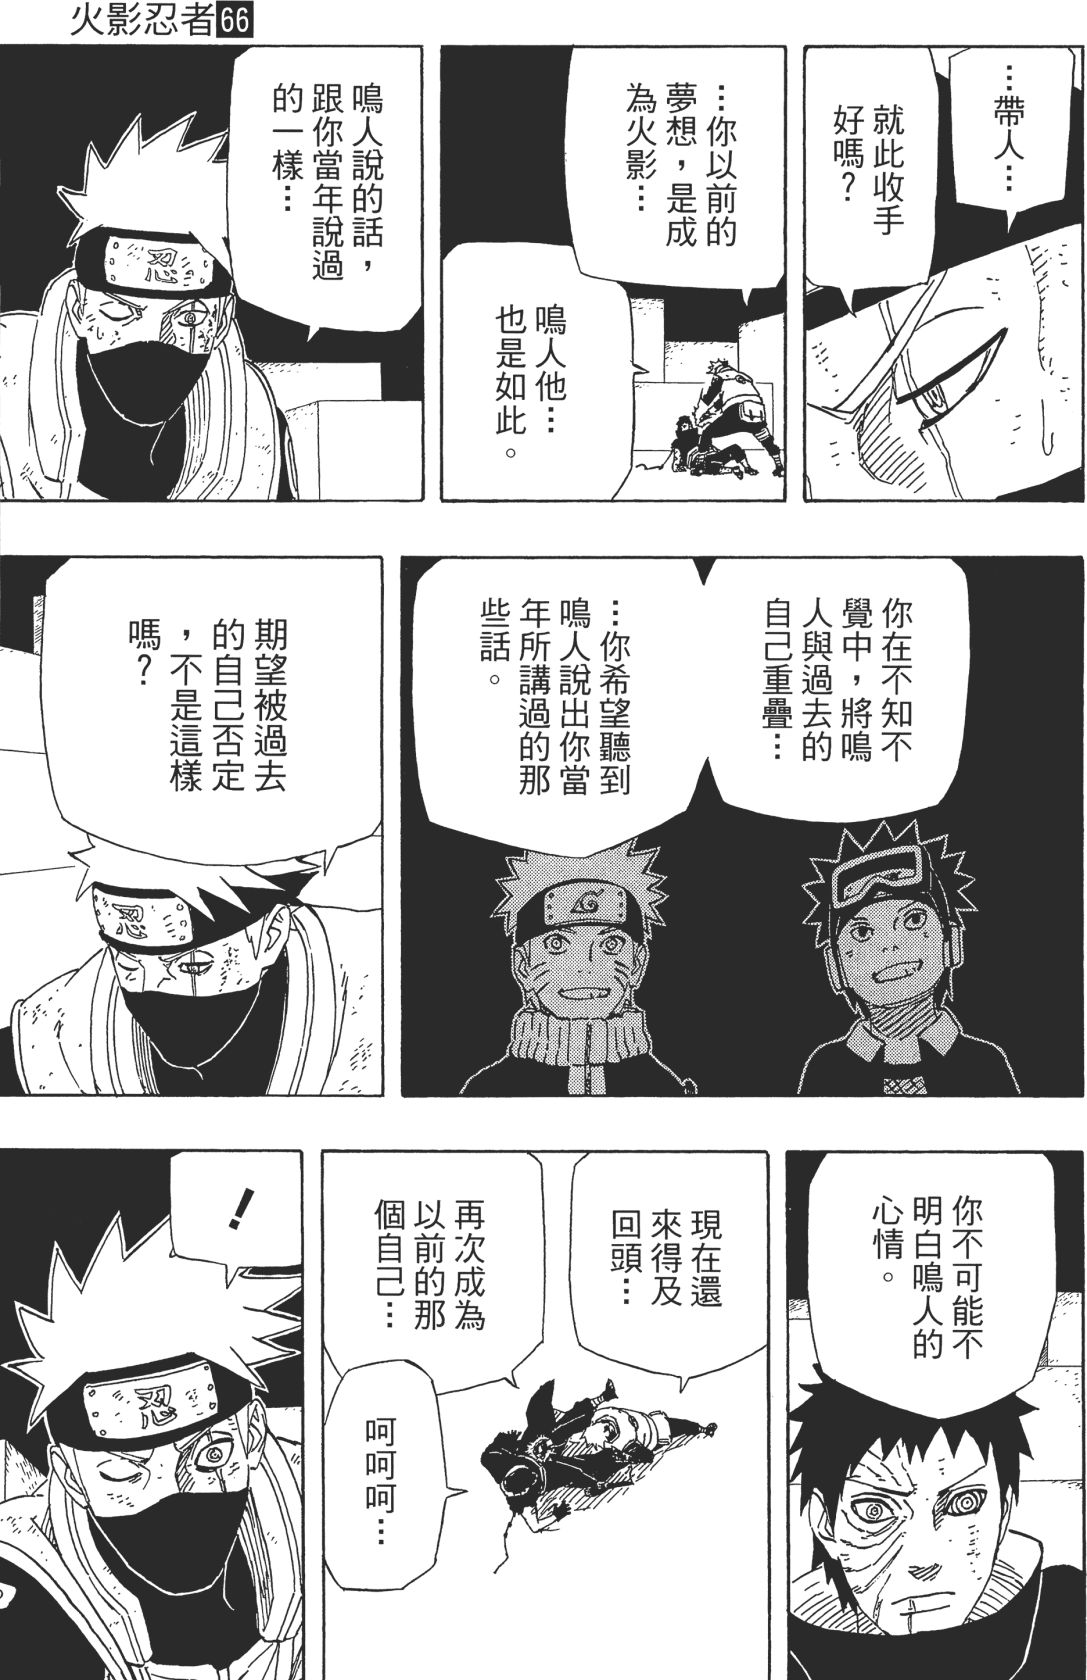 火影忍者66
…帶人…
就此收手
好嗎？
…你以前的
夢想，是成
為火影…
鳴人他…
也是如此。
鳴人說的話，
跟你當年說過
的一樣…
忍
你在不知不
覺中，將鳴
人與過去的
自己重疊…
…你希望聽到
鳴人說出你當
年所講過的那
些話。
期望被過去
的自己否定
，不是這樣
嗎？
忍
你不可能不
明白鳴人的
心情。
現在還
來得及
回頭…
再次成為
以前的那
個自己…
呵呵呵…
！
忍